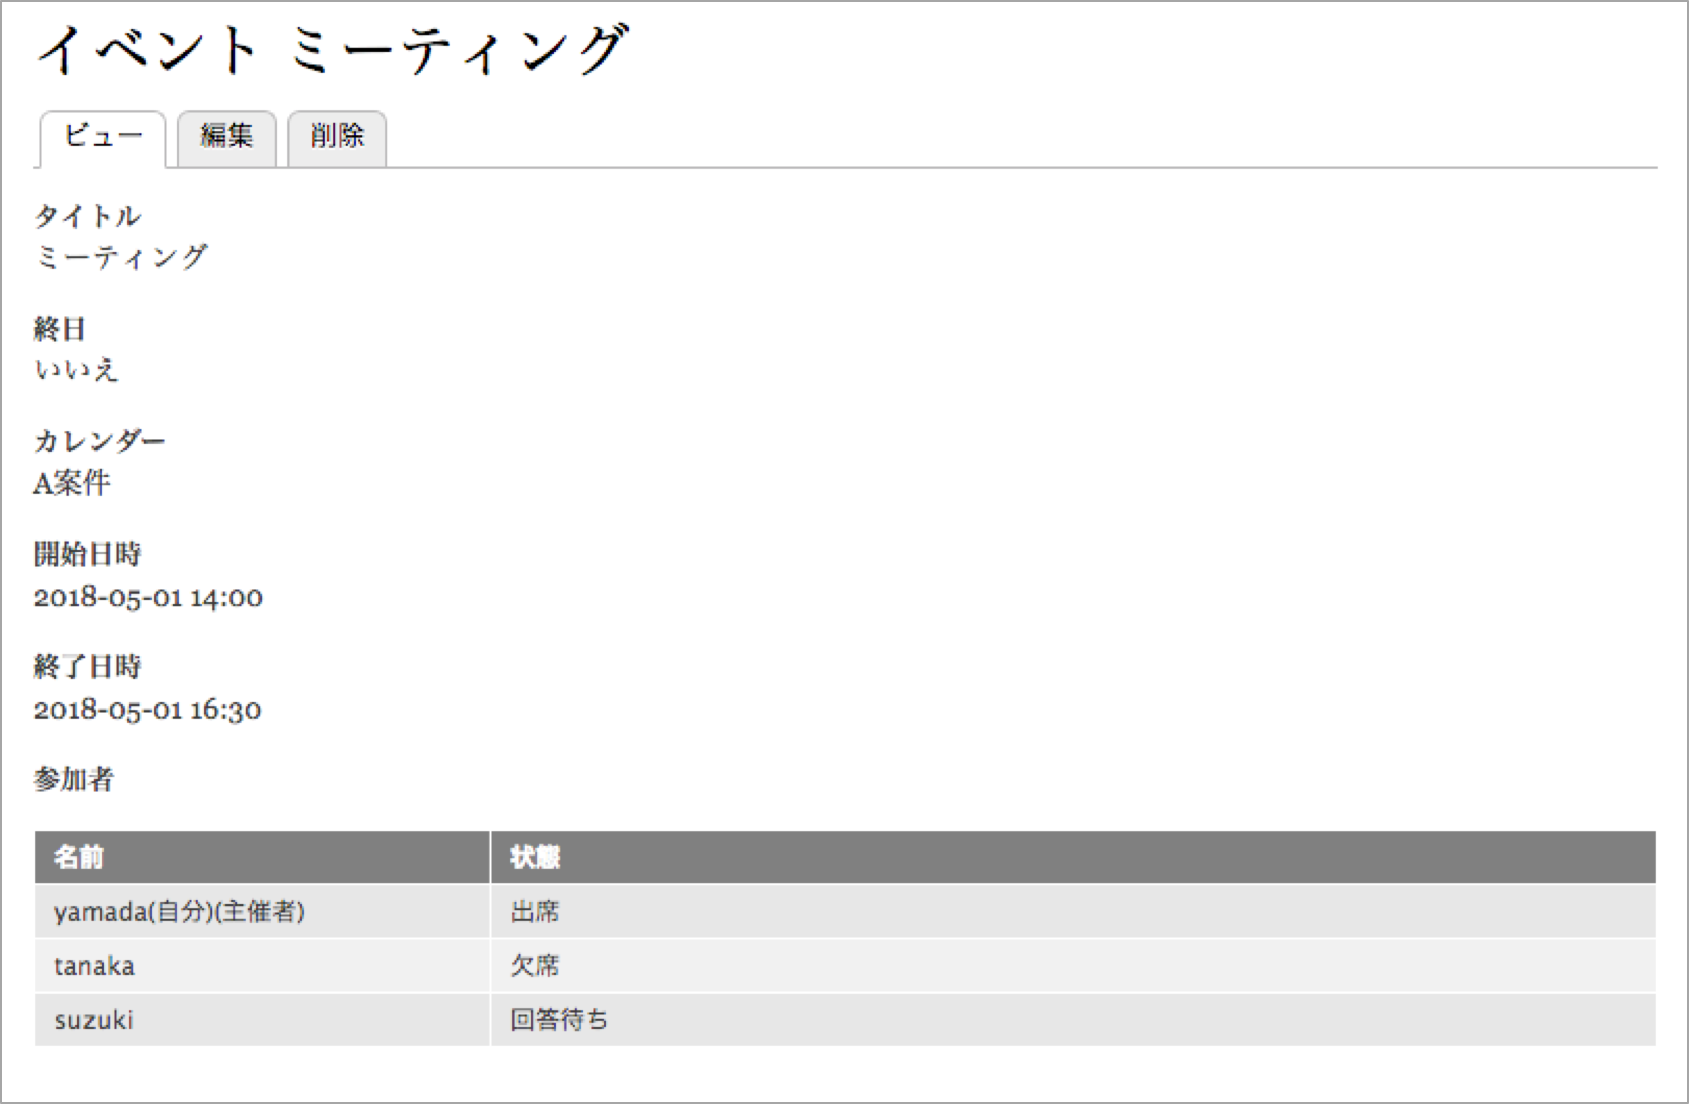 イベント ミーティング
ビュー 編集 削除
タイトル
ミーティング
終日
いいえ
カレンダー
A案件
開始日時
2018-05-01 14:00
終了日時
2018-05-01 16:30
参加者
名前 状態
yamada(自分)(主催者) 出席
tanaka 欠席
suzuki 回答待ち